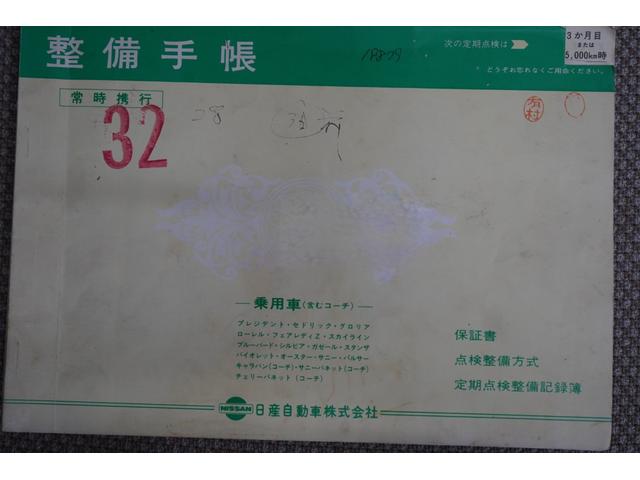 整備手帳
次の定期点検は
3か月目
または
5,000km時
どうぞお忘れなくご用命ください。
常時携行
32
有村
乗用車(含むコーチ)
プレジデント・セドリック・グロリア
ローレル・フェアレディZ・スカイライン
ブルーバード・シルビア・ガゼール・スタンザ
バイオレット・オースター・サニー・パルサー
キャラバン(コーチ)・サニーバネット(コーチ)
チェリーバネット(コーチ)
保証書
点検整備方式
定期点検整備記録簿
NISSAN 日産自動車株式会社